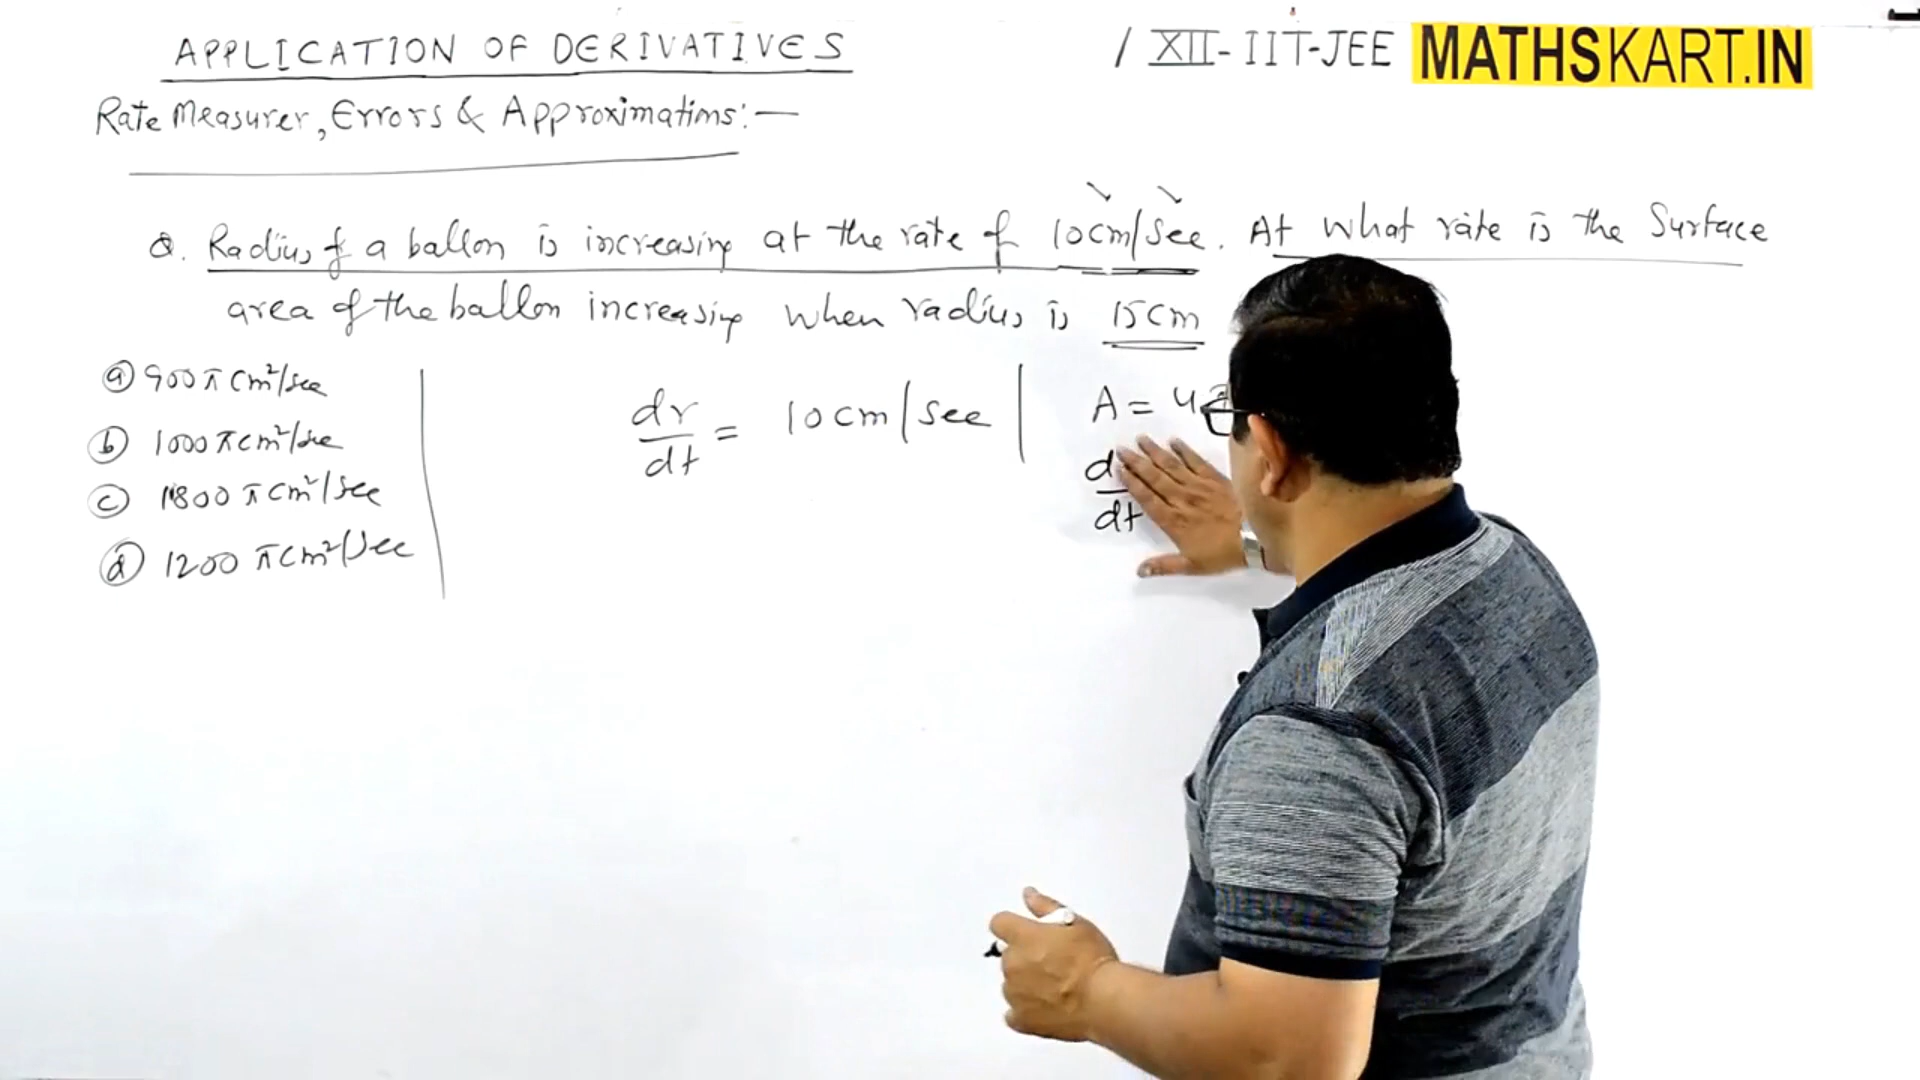 APPLICATION OF DERIVATIVES / XII-IIT-JEE MATHSKART.IN
Rate Measurer, Errors & Approximations:-
Q. Radius of a ballon is increasing at the rate of 10cm/sec. At what rate is the Surface
area of the ballon increasing when radius is 15cm
(a) 900 π cm²/sec
(b) 1000 π cm²/sec
(c) 1800 π cm²/sec
(d) 1200 π cm²/sec
dr/dt = 10cm/sec
A = 4
d
dt